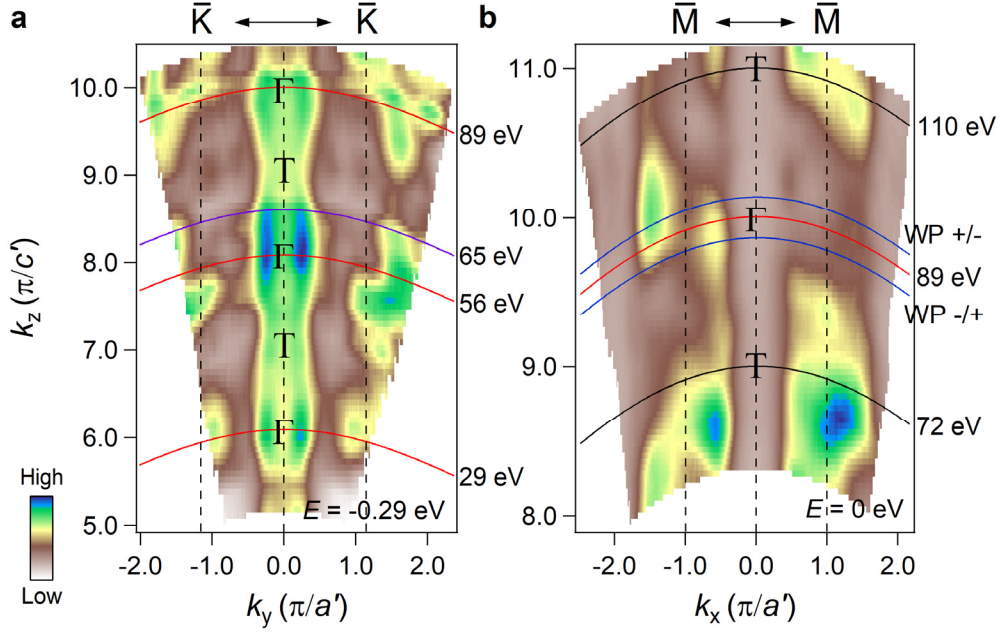 a
K̅ ↔ K̅
10.0
9.0
8.0
7.0
6.0
5.0
k_z (π/c′)
Γ
T
Γ
T
Γ
89 eV
65 eV
56 eV
29 eV
E = -0.29 eV
High
Low
-2.0 -1.0 0.0 1.0 2.0
k_y (π/a′)
b
M̅ ↔ M̅
11.0
10.0
9.0
8.0
T
Γ
T
110 eV
WP +/-
89 eV
WP -/+
72 eV
E = 0 eV
-2.0 -1.0 0.0 1.0 2.0
k_x (π/a′)